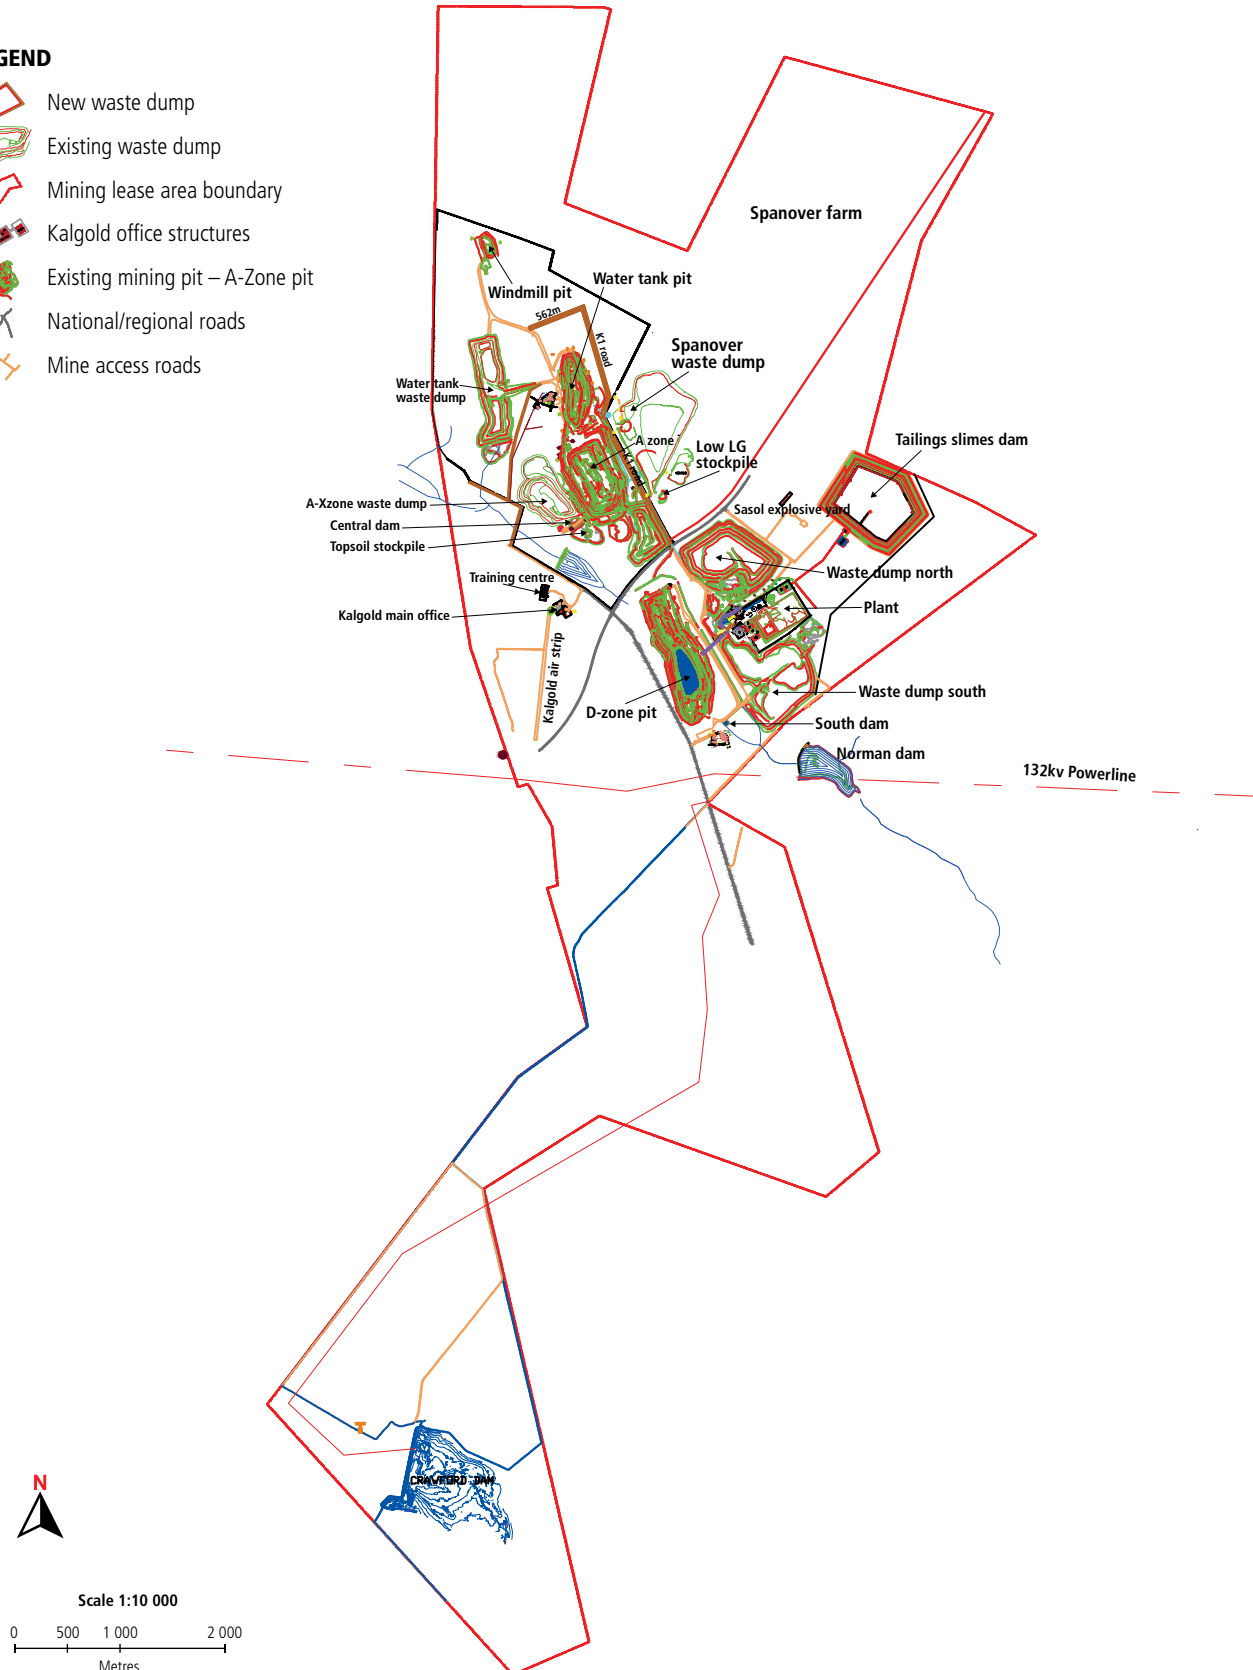 GEND
New waste dump
Existing waste dump
Mining lease area boundary
Kalgold office structures
Existing mining pit – A-Zone pit
National/regional roads
Mine access roads
Spanover farm
Windmill pit
Water tank pit
562m
K1 road
Spanover
waste dump
Water tank
waste dump
A zone
K1 road
Low LG
stockpile
Tailings slimes dam
A-Xzone waste dump
Central dam
Topsoil stockpile
Sasol explosive yard
Training centre
Kalgold main office
Waste dump north
Plant
Kalgold air strip
D-zone pit
Waste dump south
South dam
Norman dam
132kv Powerline
CRAWFORD DAM
N
Scale 1:10 000
0 500 1 000 2 000
Metres